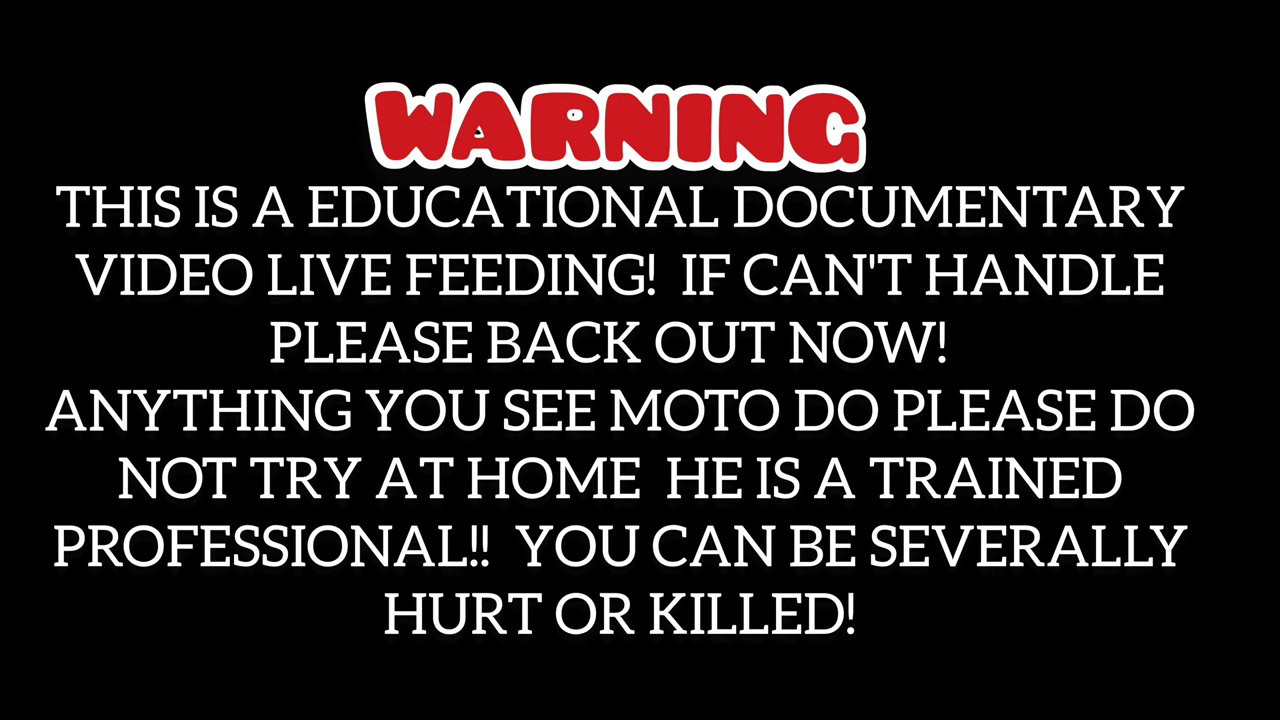 WARNING
THIS IS A EDUCATIONAL DOCUMENTARY
VIDEO LIVE FEEDING! IF CAN'T HANDLE
PLEASE BACK OUT NOW!
ANYTHING YOU SEE MOTO DO PLEASE DO
NOT TRY AT HOME HE IS A TRAINED
PROFESSIONAL!! YOU CAN BE SEVERALLY
HURT OR KILLED!